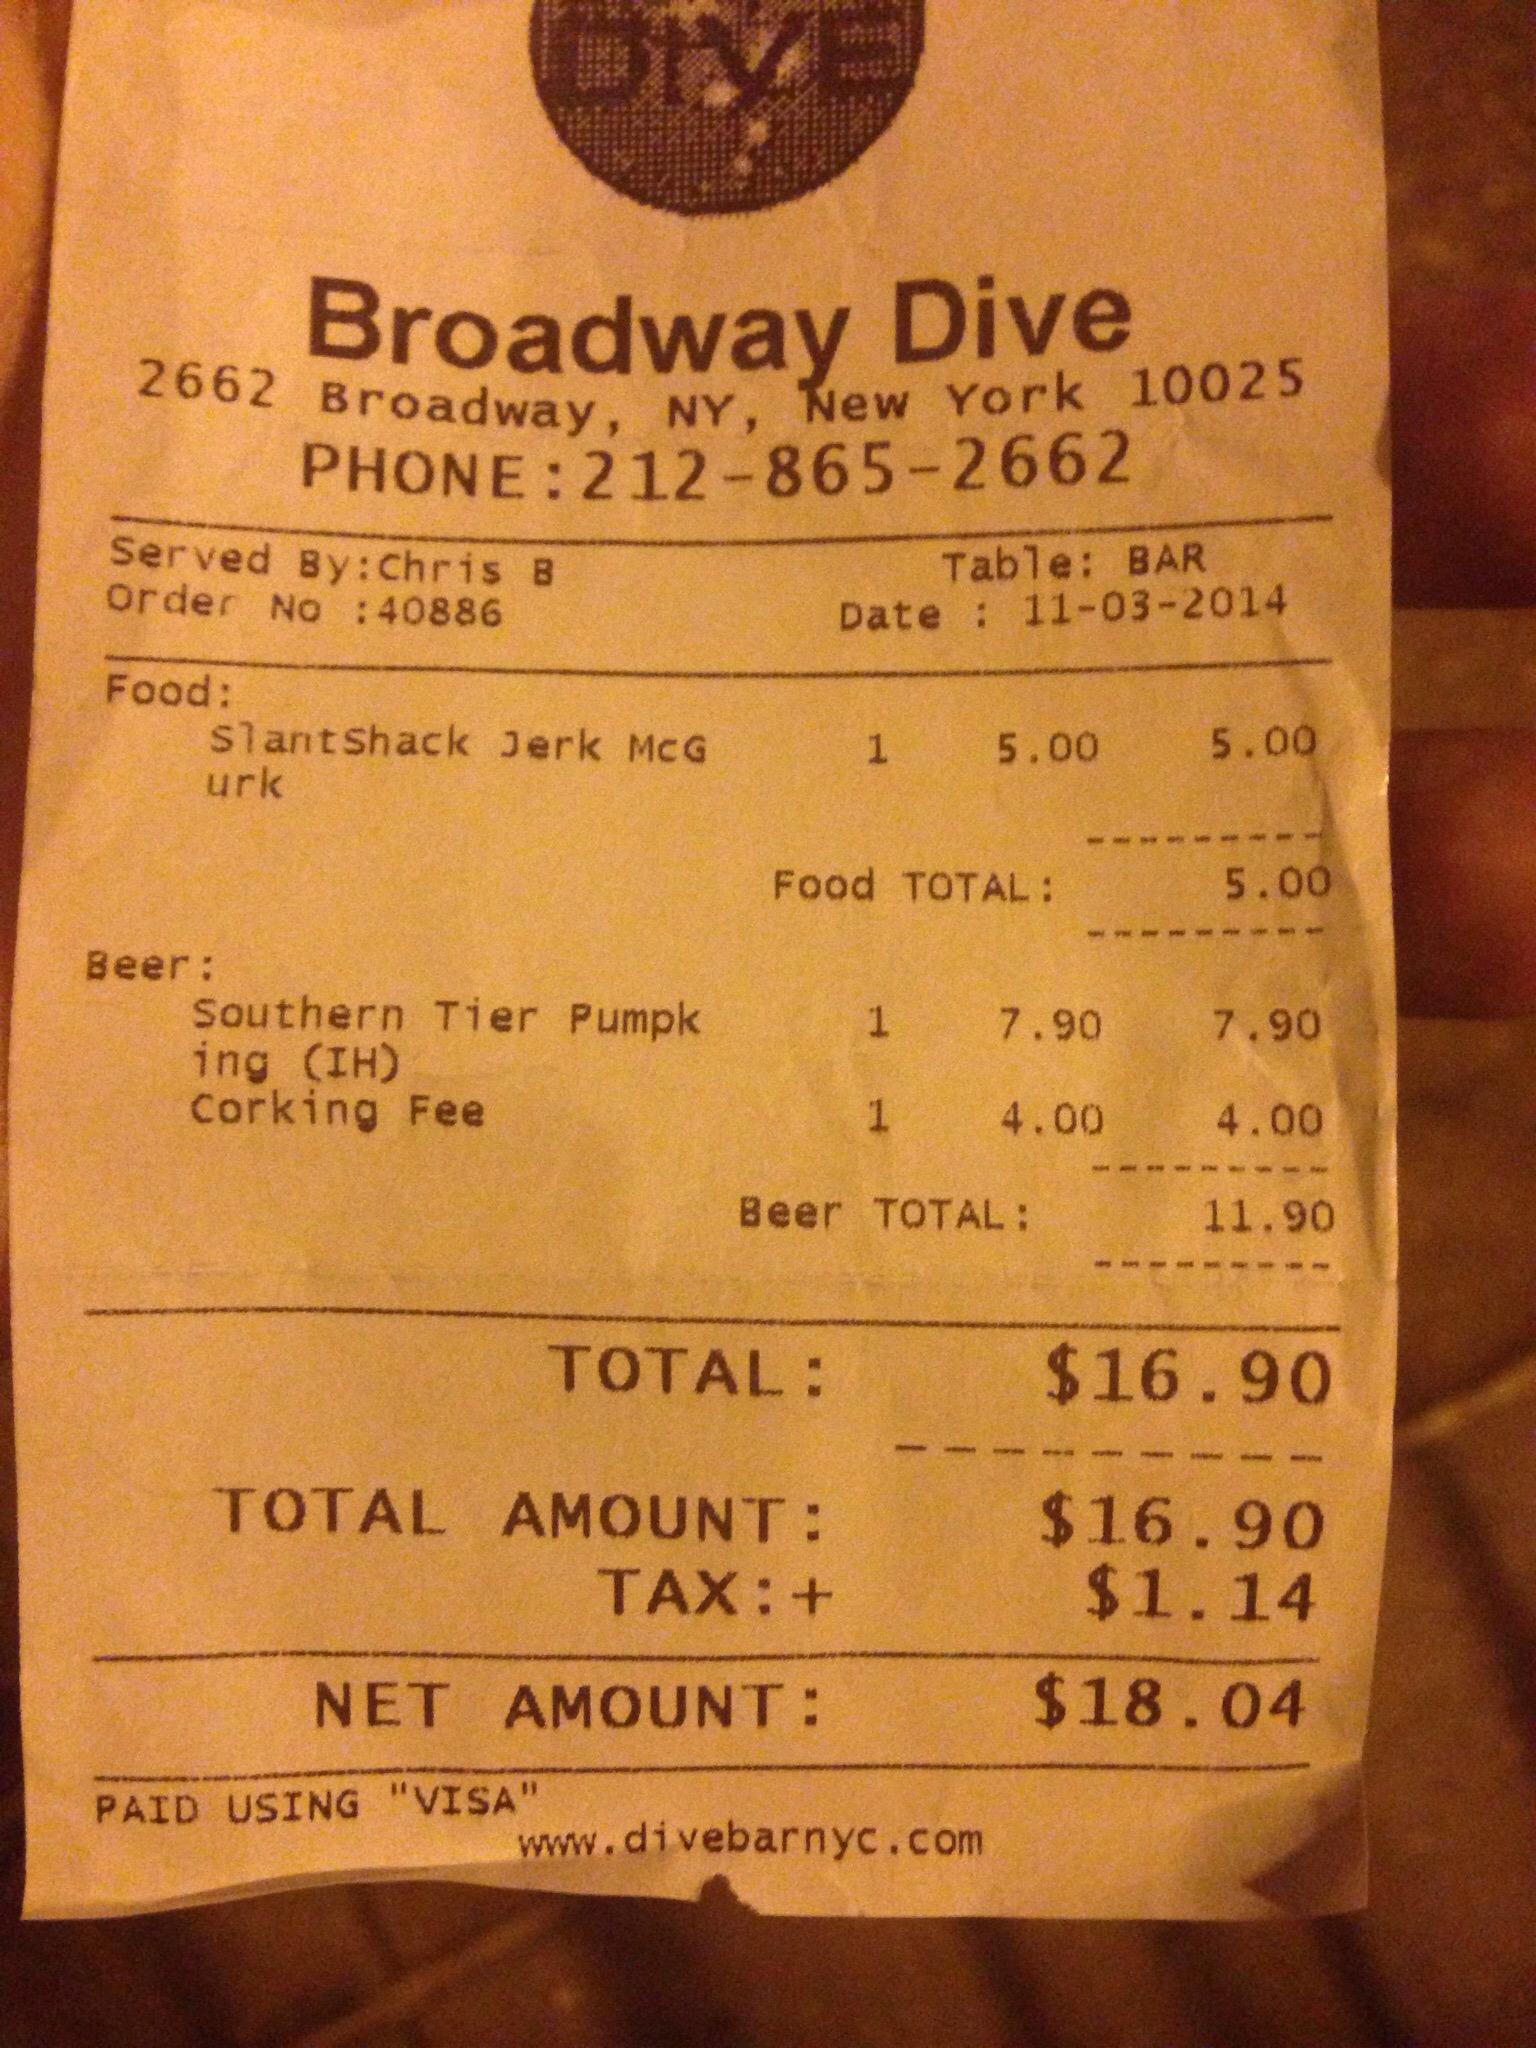 DIVE
Broadway Dive
2662 Broadway, NY, New York 10025
PHONE:212-865-2662
Served By:Chris B Table: BAR
Order No :40886 Date : 11-03-2014
Food:
SlantShack Jerk McG 1 5.00 5.00
urk
Food TOTAL: 5.00
Beer:
Southern Tier Pumpk 1 7.90 7.90
ing (IH)
Corking Fee 1 4.00 4.00
Beer TOTAL: 11.90
TOTAL: $16.90
TOTAL AMOUNT: $16.90
TAX:+ $1.14
NET AMOUNT: $18.04
PAID USING "VISA"
www.divebarnyc.com